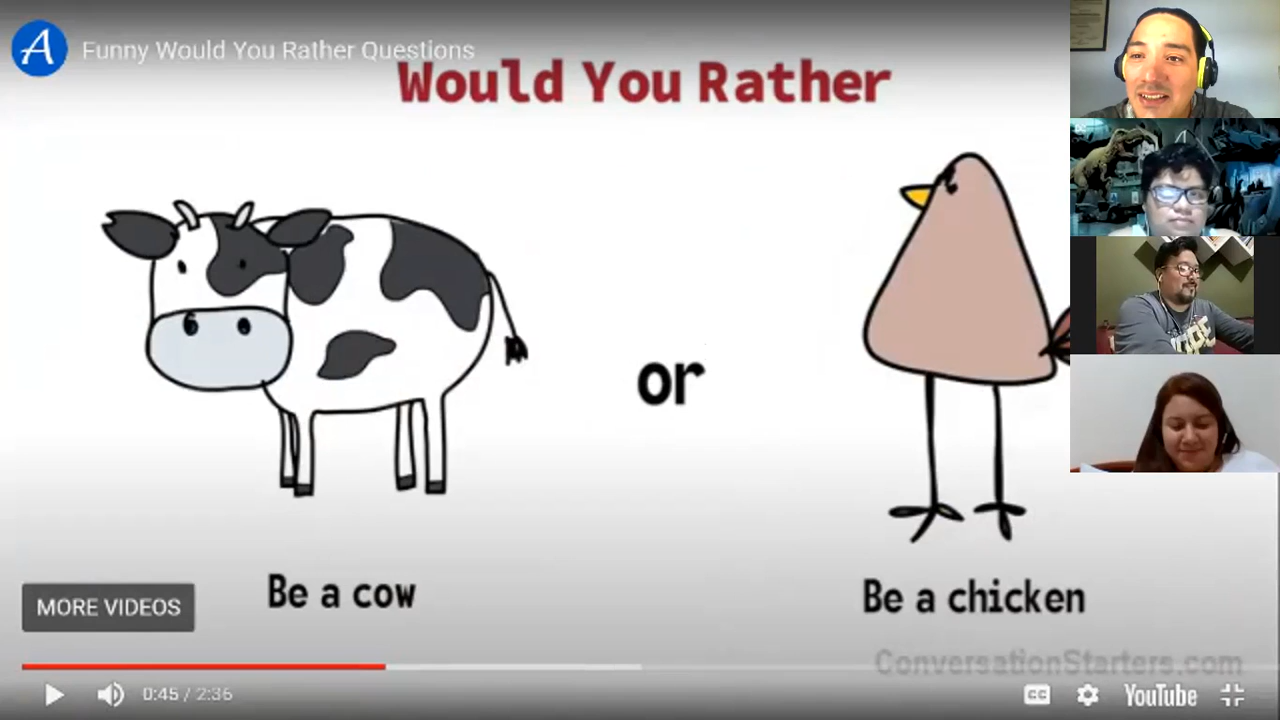 A Funny Would You Rather Questions
Would You Rather
or
Be a cow
Be a chicken
MORE VIDEOS
ConversationStarters.com
0:45 / 2:36
CC
YouTube